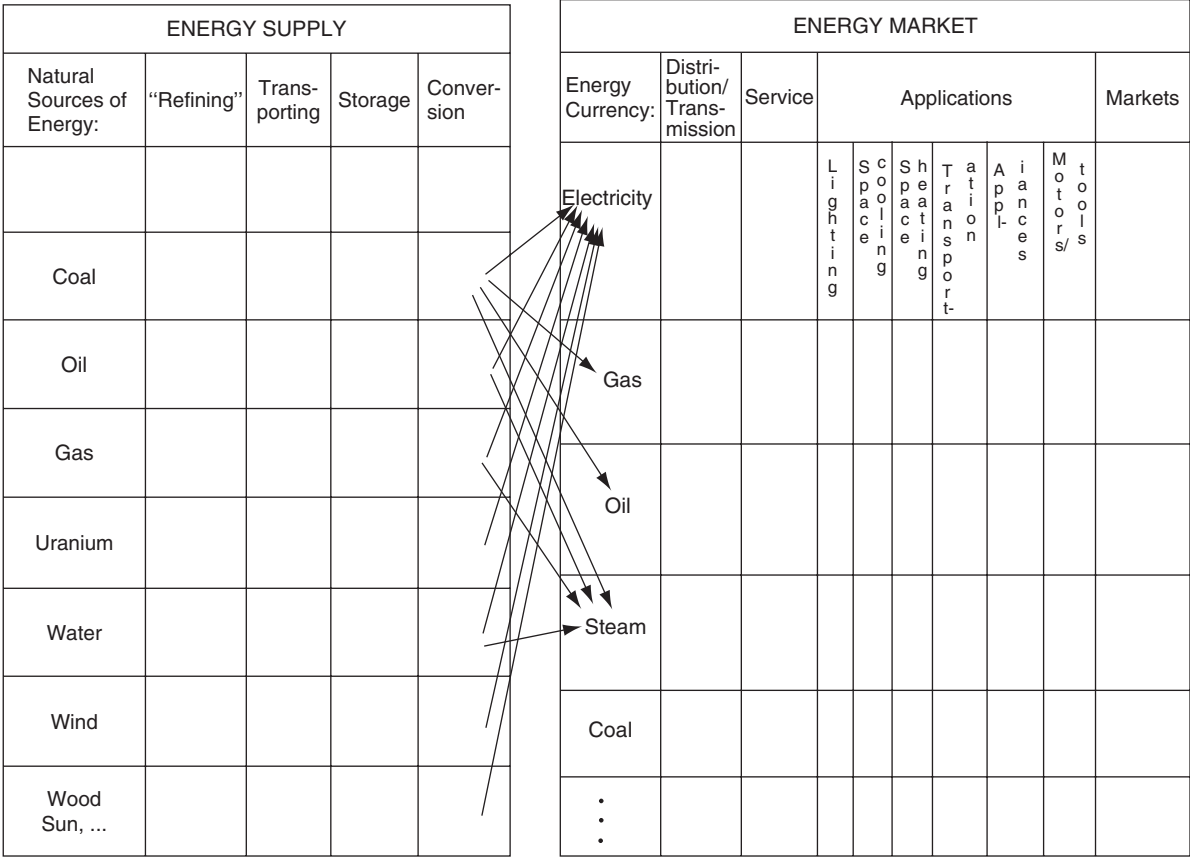 ENERGY SUPPLY
Natural
Sources of
Energy:
“Refining”
Trans-
porting
Storage
Conver-
sion
Coal
Oil
Gas
Uranium
Water
Wind
Wood
Sun, ...
ENERGY MARKET
Energy
Currency:
Distri-
bution/
Trans-
mission
Service
Applications
Markets
Electricity
Lighting
Space
cooling
Space
heating
Transport-
ation
Appl-
iances
Motors/
tools
Gas
Oil
Steam
Coal
.
.
.